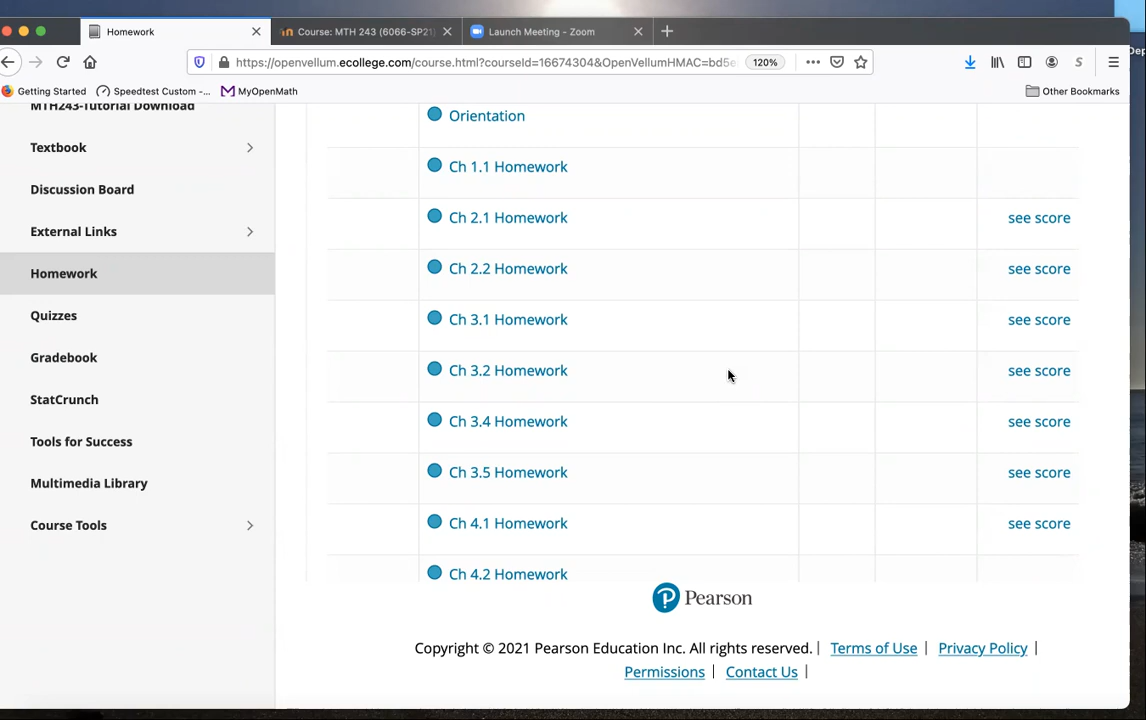 Homework
Course: MTH 243 (6066-SP21)
Launch Meeting - Zoom
https://openvellum.ecollege.com/course.html?courseId=16674304&OpenVellumHMAC=bd5e
120%
Getting Started
Speedtest Custom -...
MyOpenMath
Other Bookmarks
MTH243-Tutorial Download
Textbook
Discussion Board
External Links
Homework
Quizzes
Gradebook
StatCrunch
Tools for Success
Multimedia Library
Course Tools
Orientation
Ch 1.1 Homework
Ch 2.1 Homework see score
Ch 2.2 Homework see score
Ch 3.1 Homework see score
Ch 3.2 Homework see score
Ch 3.4 Homework see score
Ch 3.5 Homework see score
Ch 4.1 Homework see score
Ch 4.2 Homework
Pearson
Copyright © 2021 Pearson Education Inc. All rights reserved. | Terms of Use | Privacy Policy |
Permissions | Contact Us |